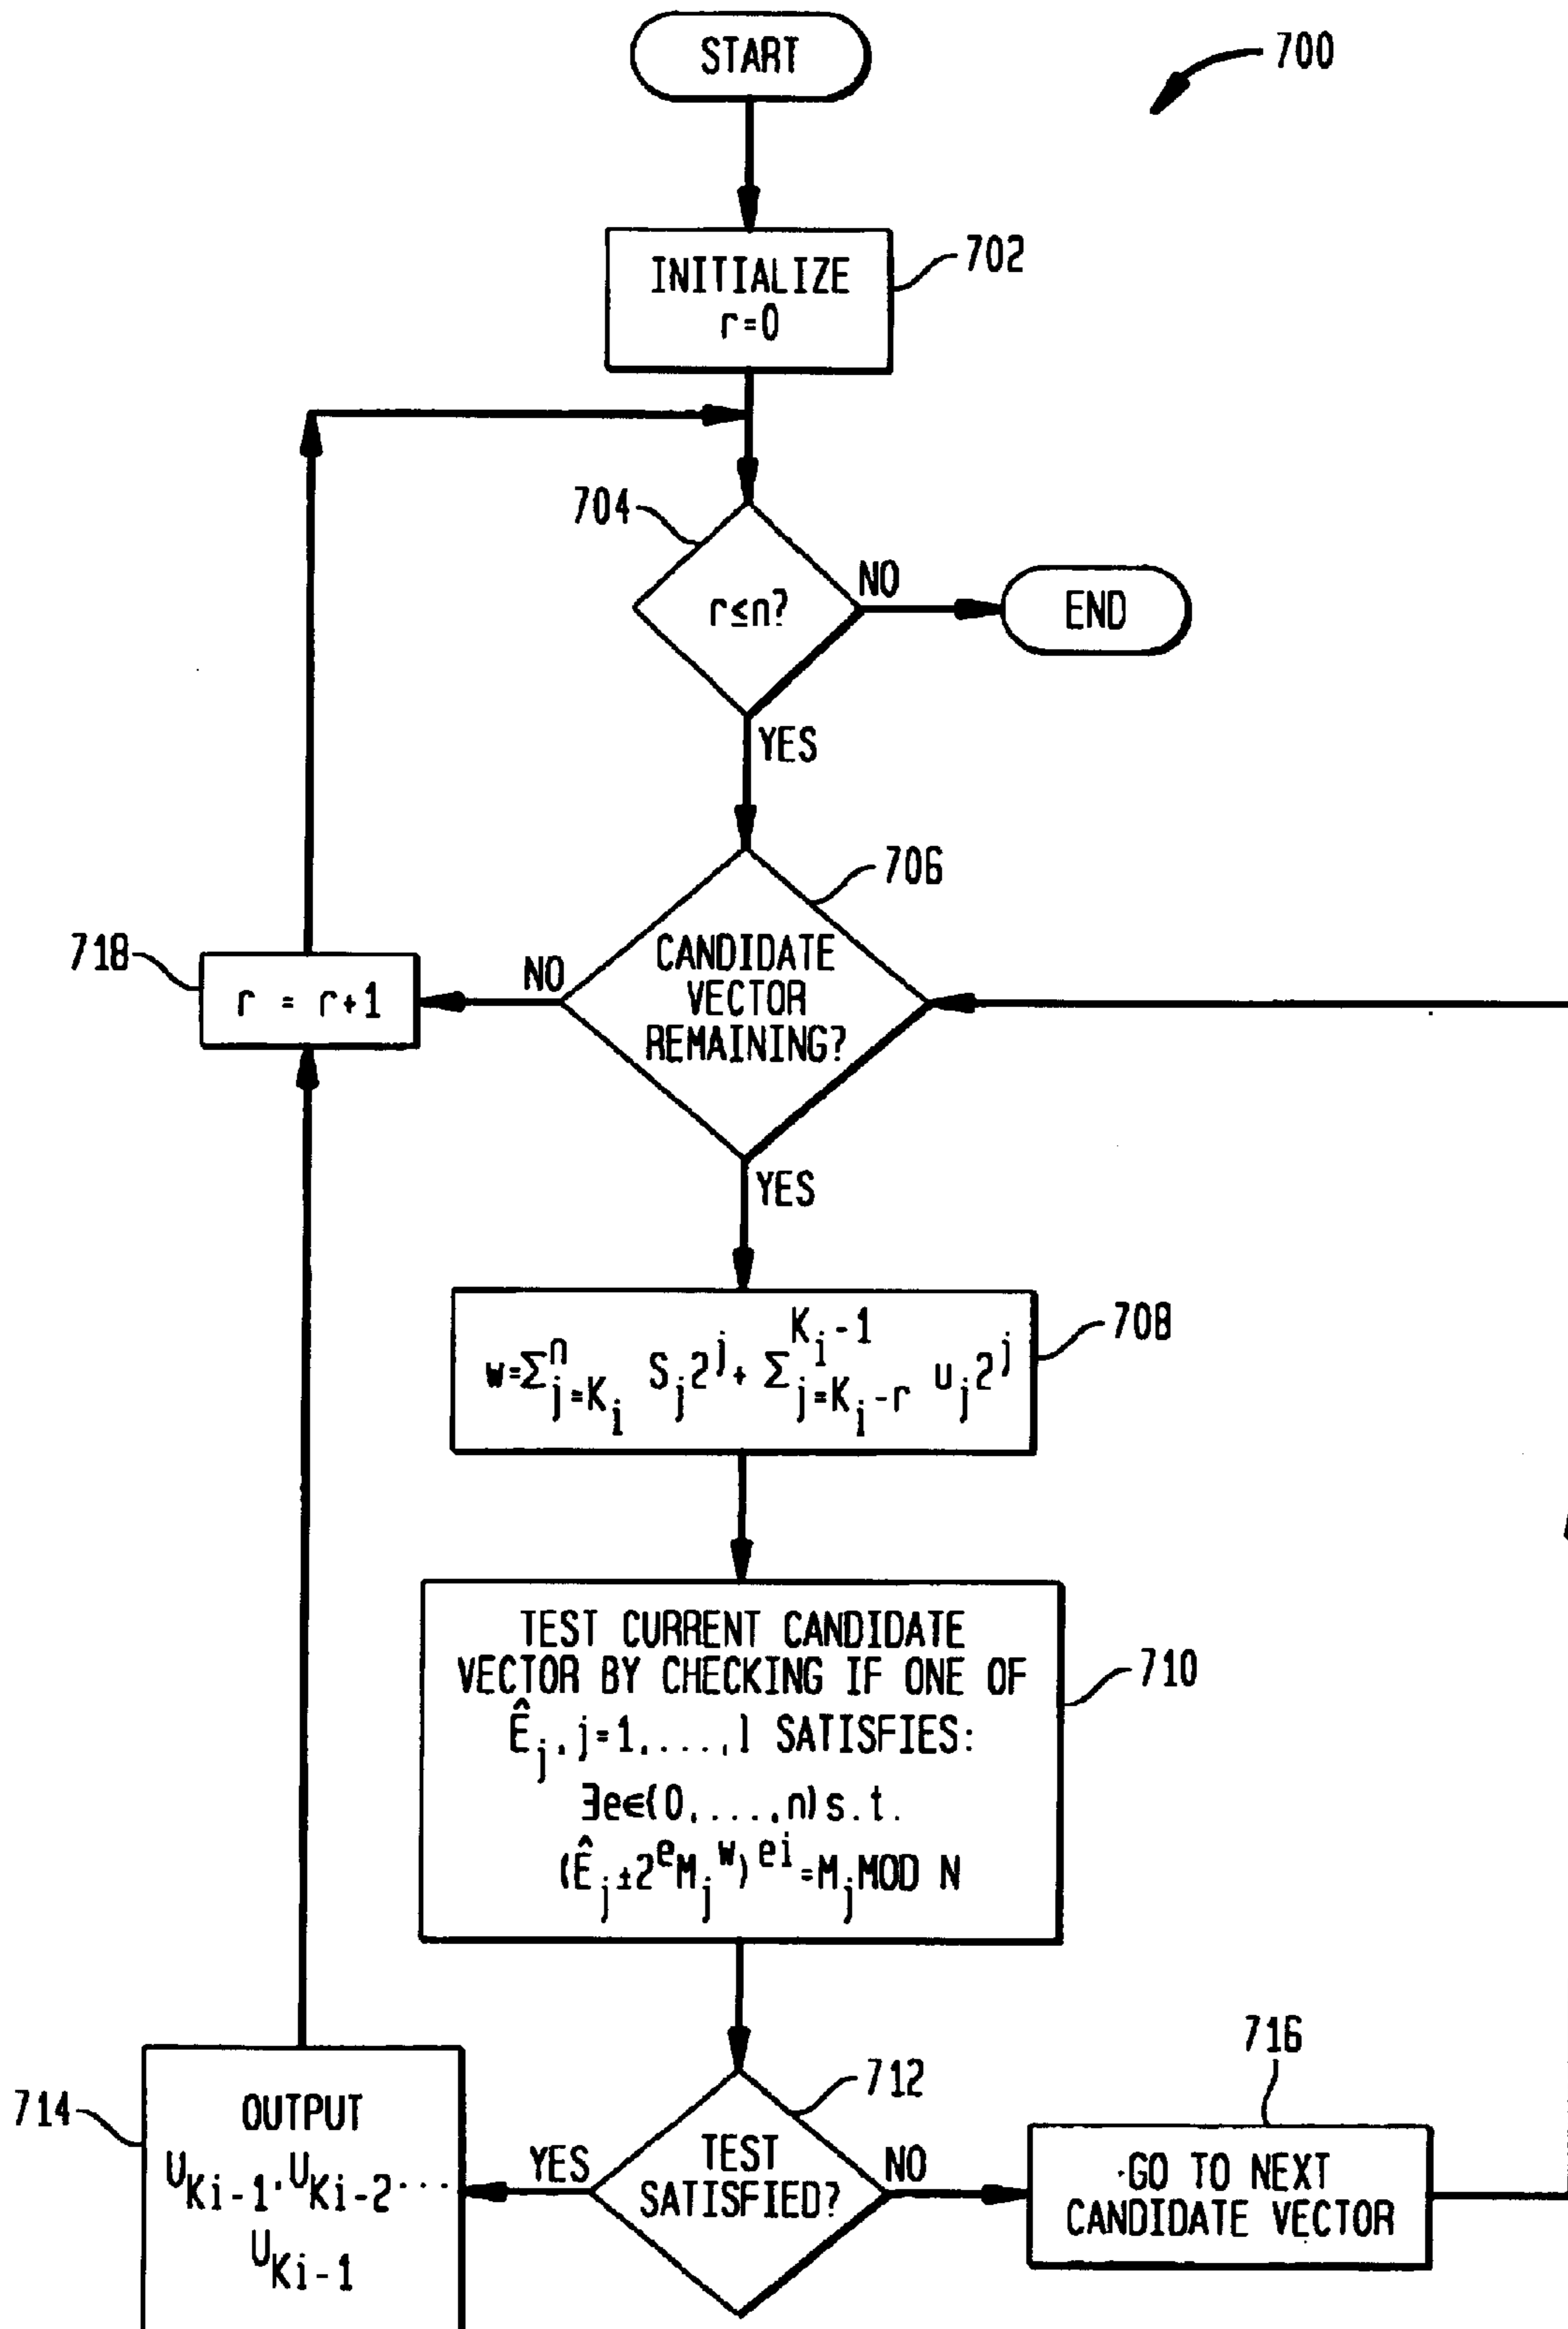 START
700
INITIALIZE
r=0
702
704
r≤n?
NO
END
YES
706
CANDIDATE
VECTOR
REMAINING?
718
r = r+1
NO
YES
708
w=Σ^n_{j=K_i} S_j2^j+ Σ^{K_i-1}_{j=K_i-r} u_j2^j
710
TEST CURRENT CANDIDATE
VECTOR BY CHECKING IF ONE OF
Ê_j, j=1,...,l SATISFIES:
∃e∈(0,...,n)s.t.
(Ê_j±2^eM_j^w)^{ei}=M_jMOD N
712
TEST
SATISFIED?
714
OUTPUT
U_{Ki-1},U_{Ki-2}...
U_{Ki-1}
YES
NO
716
GO TO NEXT
CANDIDATE VECTOR